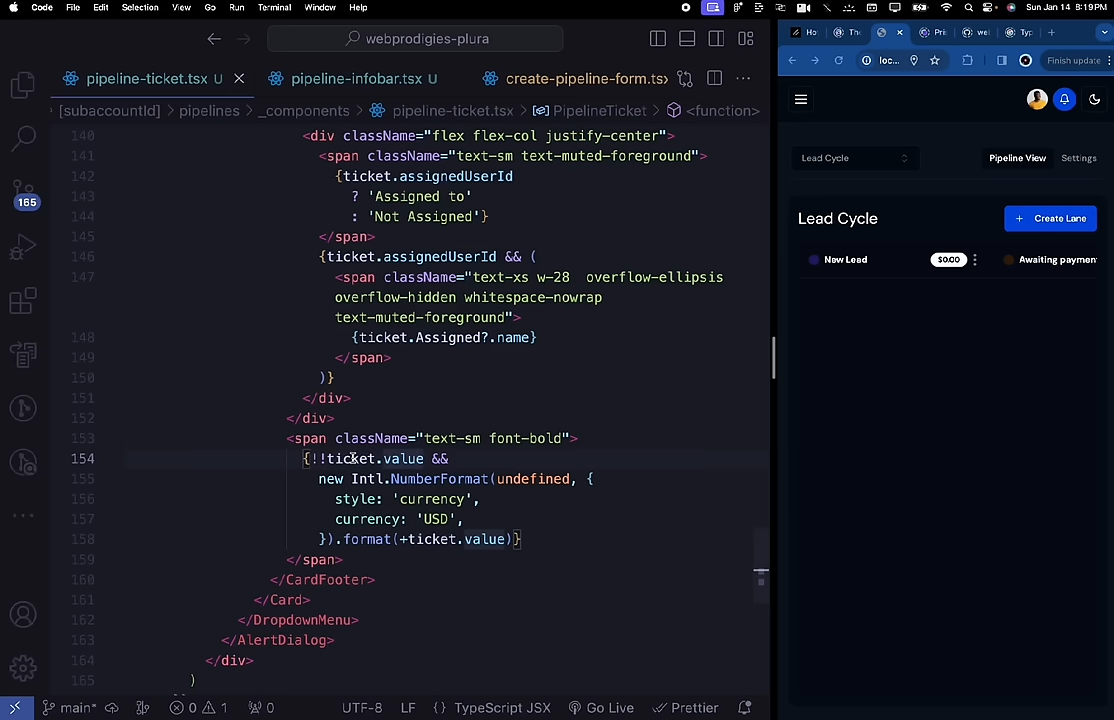 Code File Edit Selection View Go Run Terminal Window Help Sun Jan 14 8:19 PM
webprodigies-plura
pipeline-ticket.tsx U pipeline-infobar.tsx U create-pipeline-form.tsx
[subaccountId] > pipelines > _components > pipeline-ticket.tsx > PipelineTicket > <function>
140 <div className="flex flex-col justify-center">
141 <span className="text-sm text-muted-foreground">
142 {ticket.assignedUserId
143 ? 'Assigned to'
144 : 'Not Assigned'}
145 </span>
146 {ticket.assignedUserId && (
147 <span className="text-xs w-28  overflow-ellipsis
overflow-hidden whitespace-nowrap
text-muted-foreground">
148 {ticket.Assigned?.name}
149 </span>
150 )}
151 </div>
152 </div>
153 <span className="text-sm font-bold">
154 {!!ticket.value &&
155 new Intl.NumberFormat(undefined, {
156 style: 'currency',
157 currency: 'USD',
158 }).format(+ticket.value)}
159 </span>
160 </CardFooter>
161 </Card>
162 </DropdownMenu>
163 </AlertDialog>
164 </div>
165 )
165
main* 0 1 0 UTF-8 LF {} TypeScript JSX Go Live Prettier
Ho The Pri we Typ
loc... Finish update
Lead Cycle Pipeline View Settings
Lead Cycle + Create Lane
New Lead $0.00 Awaiting paymen